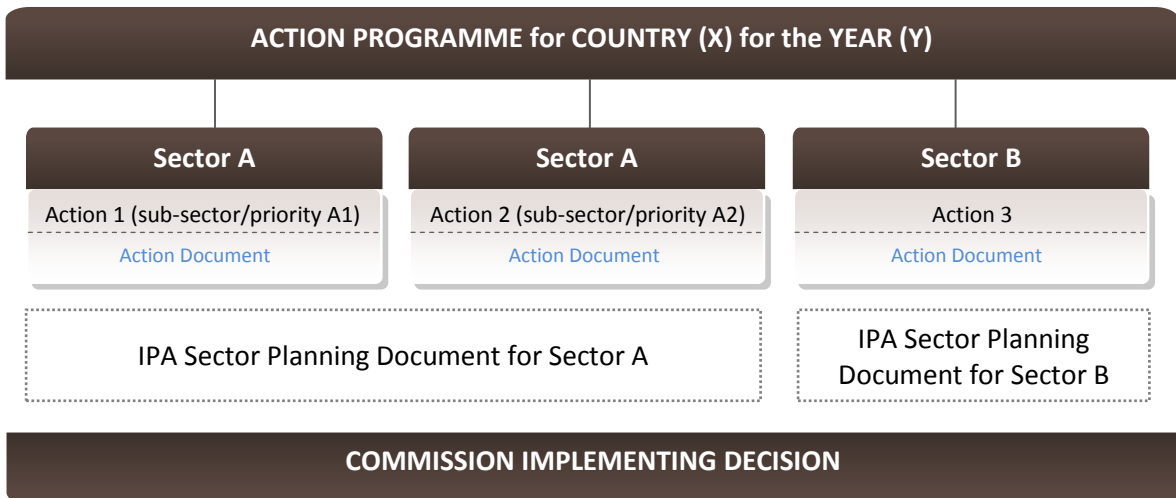 ACTION PROGRAMME for COUNTRY (X) for the YEAR (Y)
Sector A
Sector A
Sector B
Action 1 (sub-sector/priority A1)
Action 2 (sub-sector/priority A2)
Action 3
Action Document
Action Document
Action Document
IPA Sector Planning Document for Sector A
IPA Sector Planning
Document for Sector B
COMMISSION IMPLEMENTING DECISION